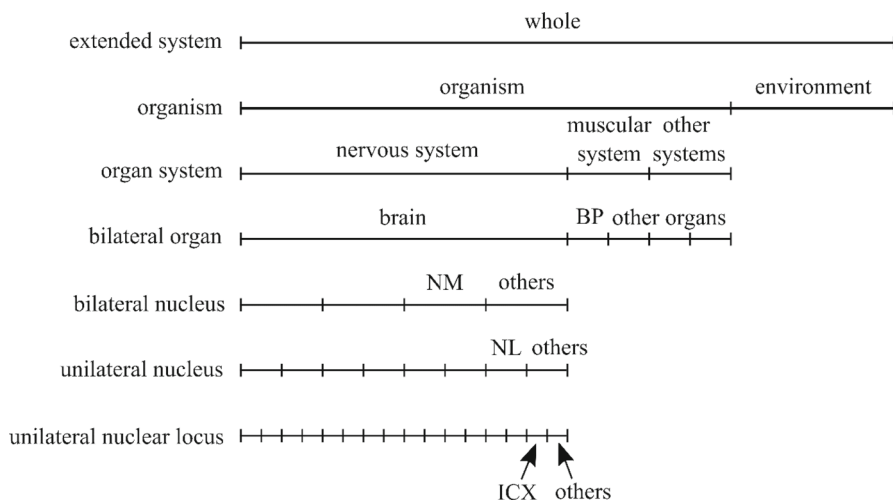 whole
extended system
organism environment
organism
muscular other
nervous system system systems
organ system
brain BP other organs
bilateral organ
NM others
bilateral nucleus
NL others
unilateral nucleus
unilateral nuclear locus
ICX others